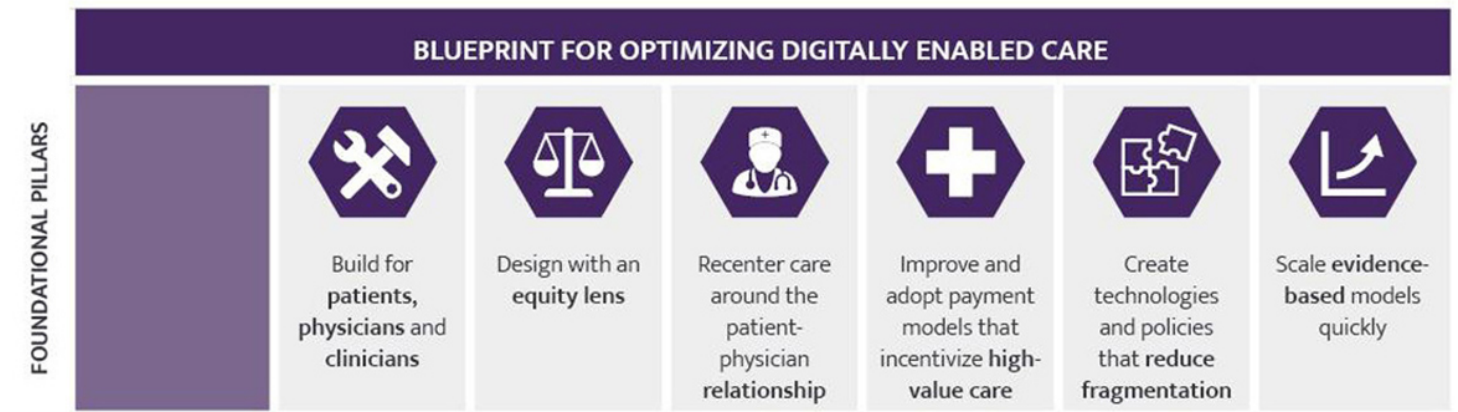 BLUEPRINT FOR OPTIMIZING DIGITALLY ENABLED CARE
FOUNDATIONAL PILLARS
Build for
patients,
physicians and
clinicians
Design with an
equity lens
Recenter care
around the
patient-
physician
relationship
Improve and
adopt payment
models that
incentivize high-
value care
Create
technologies
and policies
that reduce
fragmentation
Scale evidence-
based models
quickly